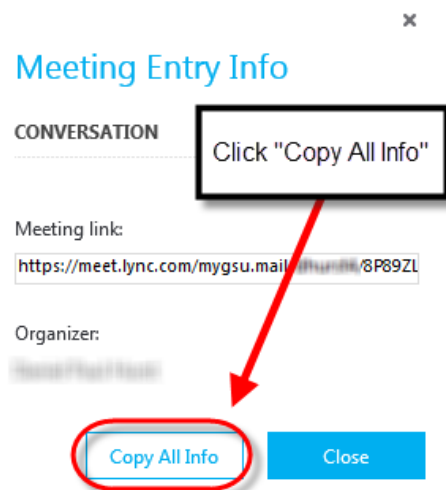 Meeting Entry Info
CONVERSATION
Click "Copy All Info"
Meeting link:
https://meet.lync.com/mygsu.mail/ /8P89ZL
Organizer:
Copy All Info
Close